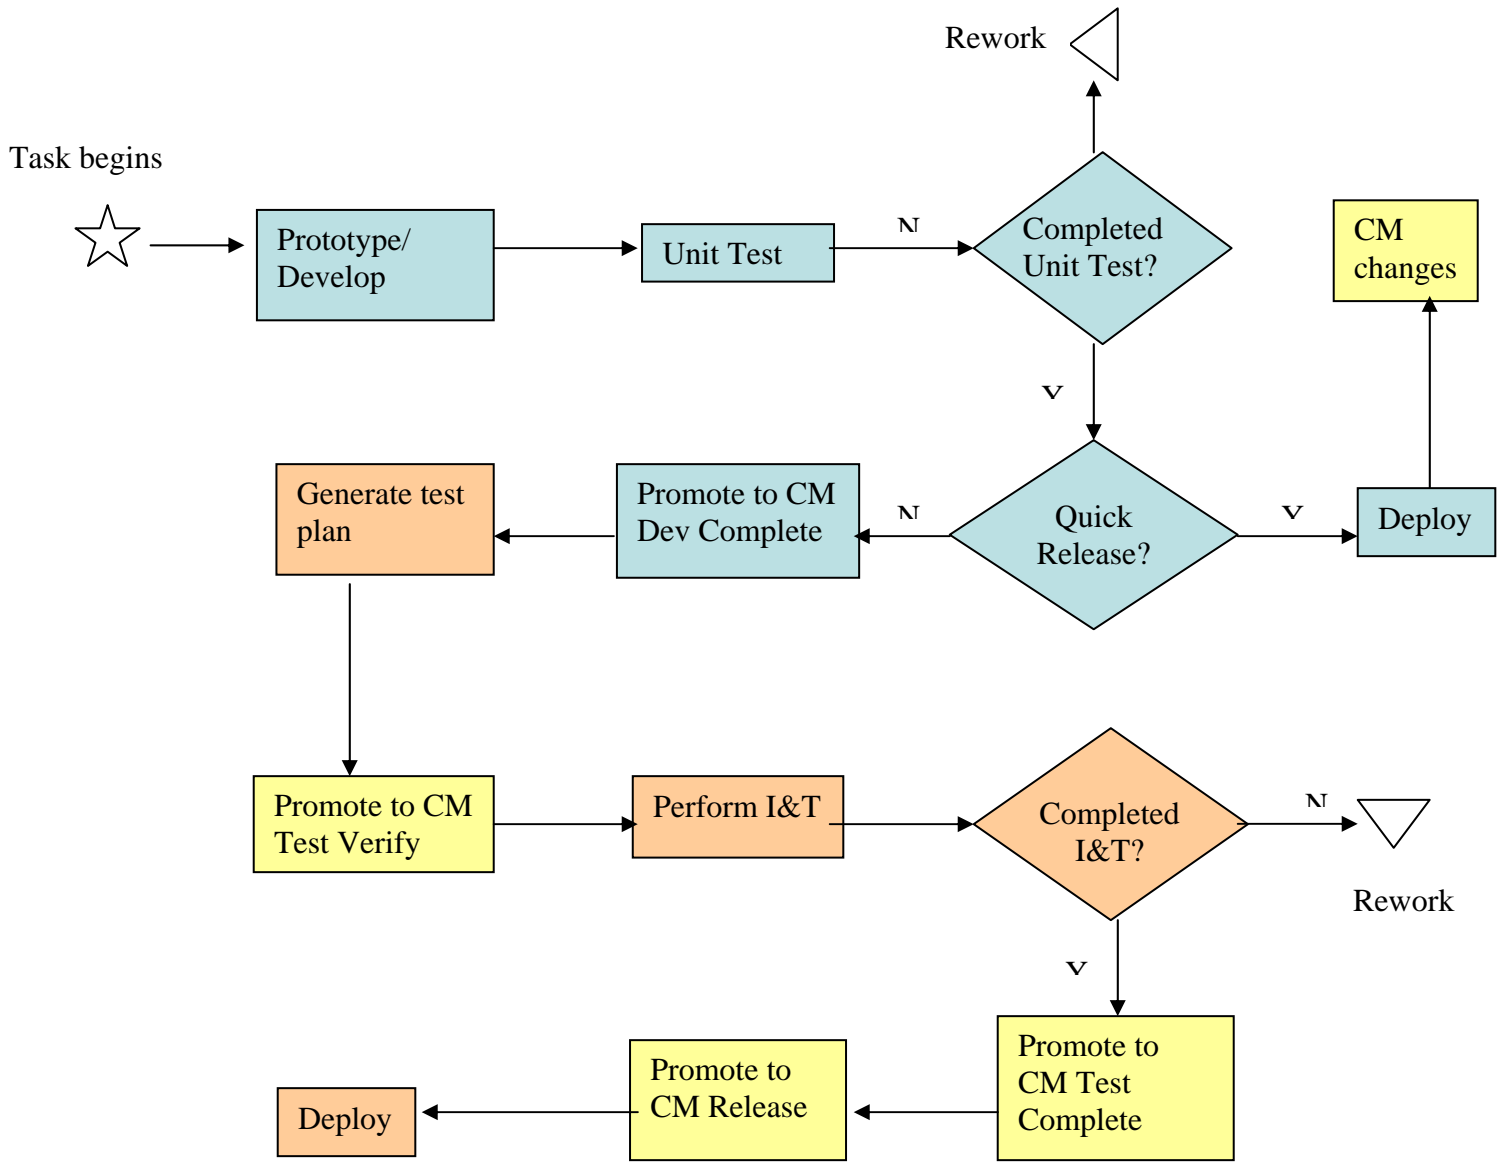 Rework
Task begins
Prototype/
Develop
Unit Test
N
Completed
Unit Test?
CM
changes
Generate test
plan
Promote to CM
Dev Complete
N
V
Quick
Release?
V
Deploy
Promote to CM
Test Verify
Perform I&T
Completed
I&T?
N
Rework
V
Deploy
Promote to
CM Release
Promote to
CM Test
Complete